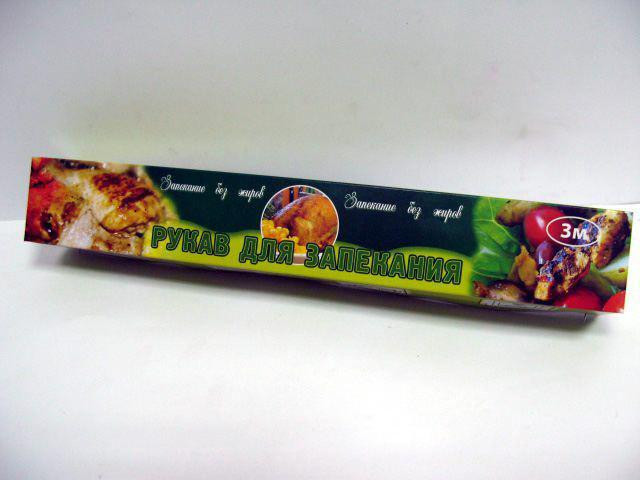 Запекание без жиров
Запекание без жиров
РУКАВ ДЛЯ ЗАПЕКАНИЯ
3м